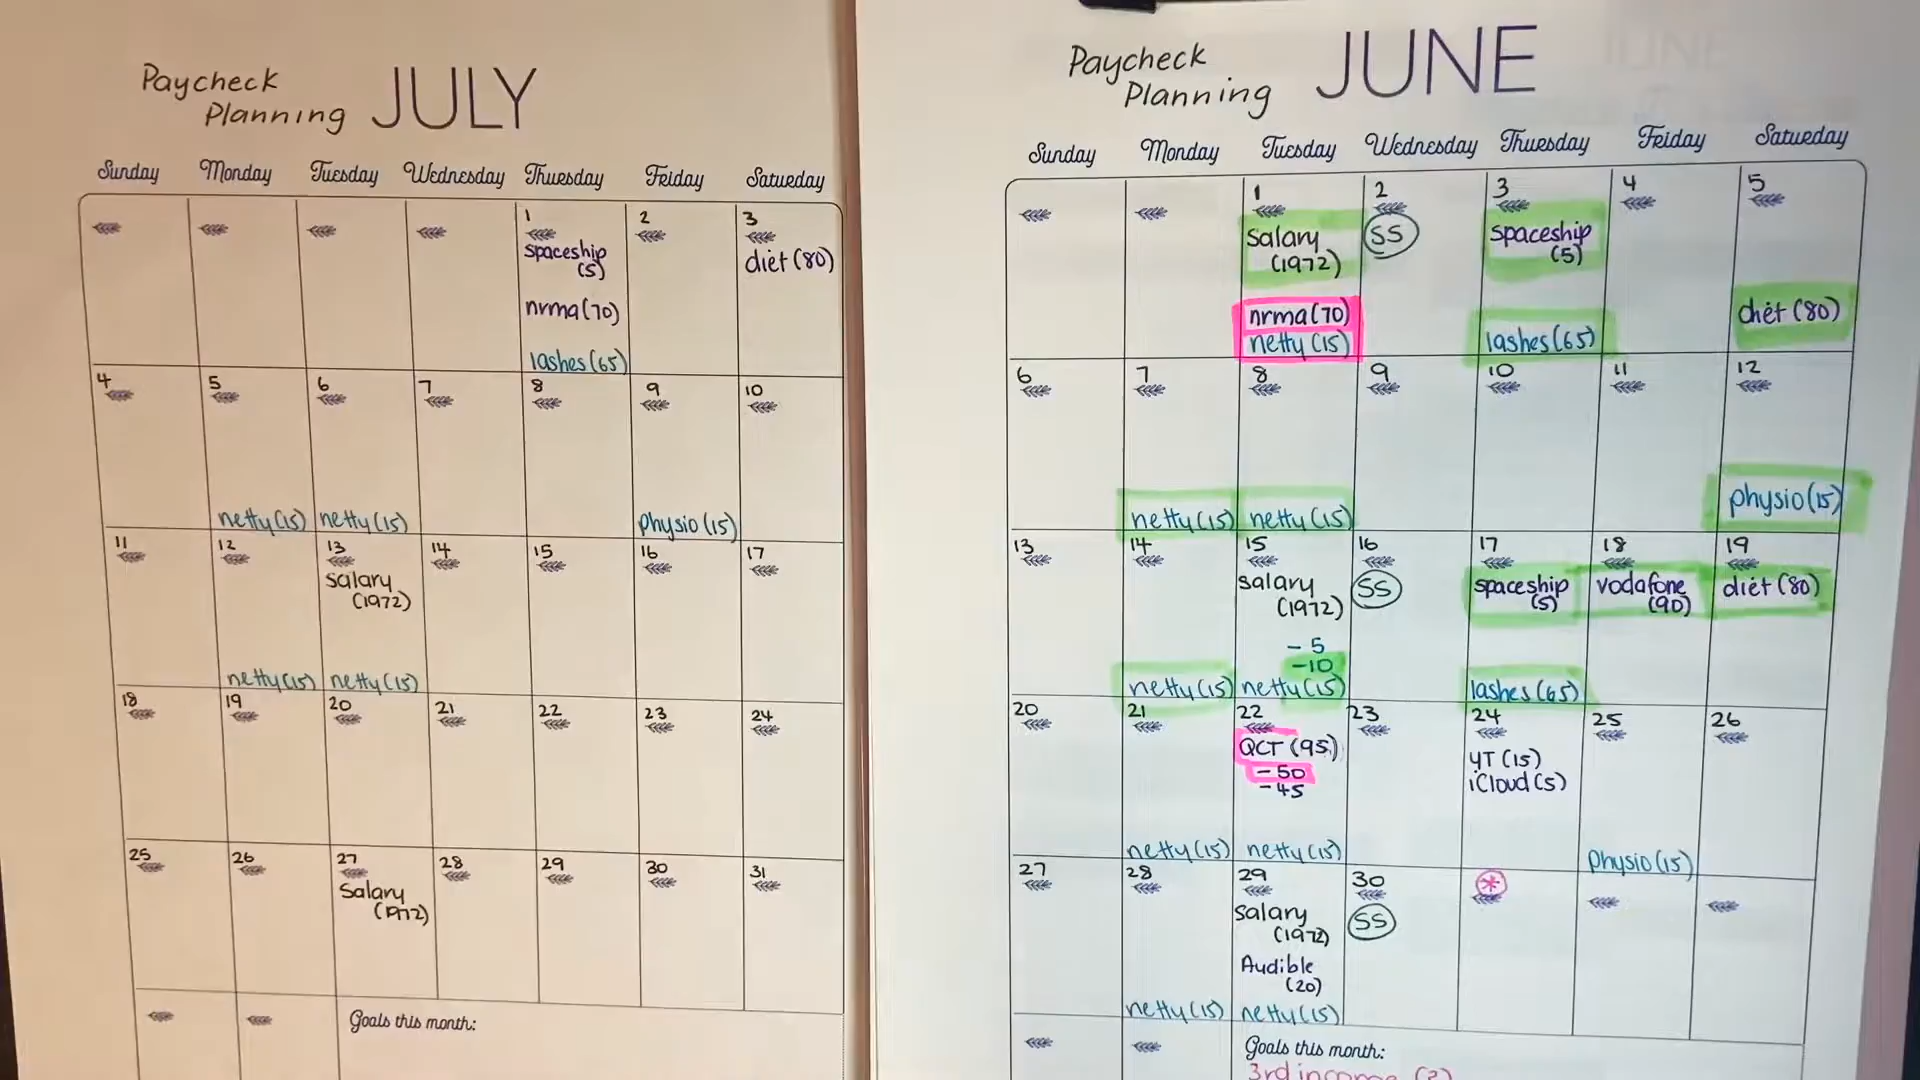 Paycheck
Planning
JULY
Sunday Monday Tuesday Wednesday Thursday Friday Saturday
1 2 3
spaceship
(5)
diet (80)
nrma (70)
lashes (65)
4 5 6 7 8 9 10
netty (15) netty (15) physio (15)
11 12 13 14 15 16 17
salary
(1972)
netty (15) netty (15)
18 19 20 21 22 23 24
25 26 27 28 29 30 31
salary
(1972)
Goals this month:
Paycheck
Planning
JUNE
Sunday Monday Tuesday Wednesday Thursday Friday Saturday
1 2 3 4 5
salary
(1972)
SS
spaceship
(5)
nrma (70)
netty (15)
lashes (65)
diet (80)
6 7 8 9 10 11 12
netty (15) netty (15) physio (15)
13 14 15 16 17 18 19
salary
(1972)
SS
spaceship
(5)
vodafone
(90)
diet (80)
- 5
-10
netty (15) netty (15) lashes (65)
20 21 22 23 24 25 26
QCT (95)
- 50
- 45
YT (15)
iCloud (5)
netty (15) netty (15) physio (15)
27 28 29 30 *
salary
(1972)
SS
Audible
(20)
netty (15) netty (15)
Goals this month:
3rd income (?)